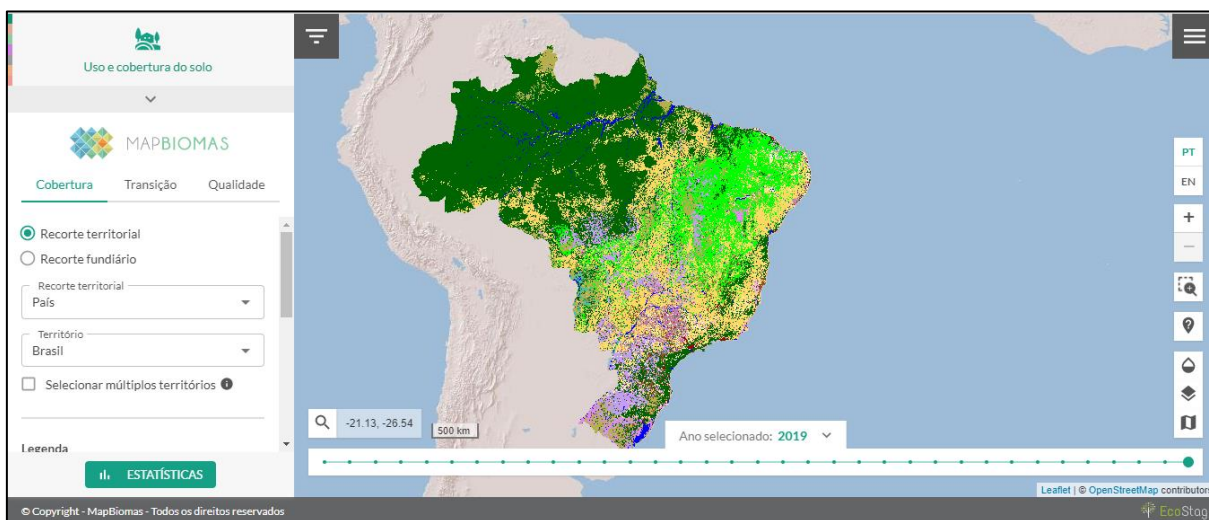 Uso e cobertura do solo
MAPBIOMAS
Cobertura Transição Qualidade
Recorte territorial
Recorte fundiário
Recorte territorial
País
Território
Brasil
Selecionar múltiplos territórios
Legenda
ESTATÍSTICAS
PT
EN
+
−
-21.13, -26.54
500 km
Ano selecionado: 2019
Leaflet | © OpenStreetMap contributors
© Copyright - MapBiomas - Todos os direitos reservados
EcoStag